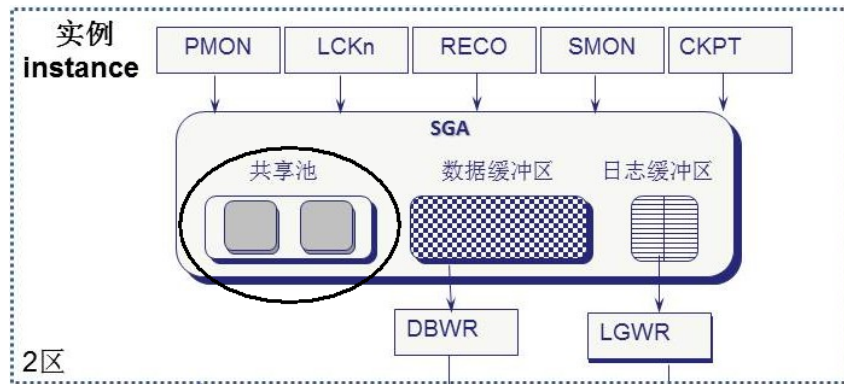 实例
instance
PMON
LCKn
RECO
SMON
CKPT
SGA
共享池
数据缓冲区
日志缓冲区
DBWR
LGWR
2区